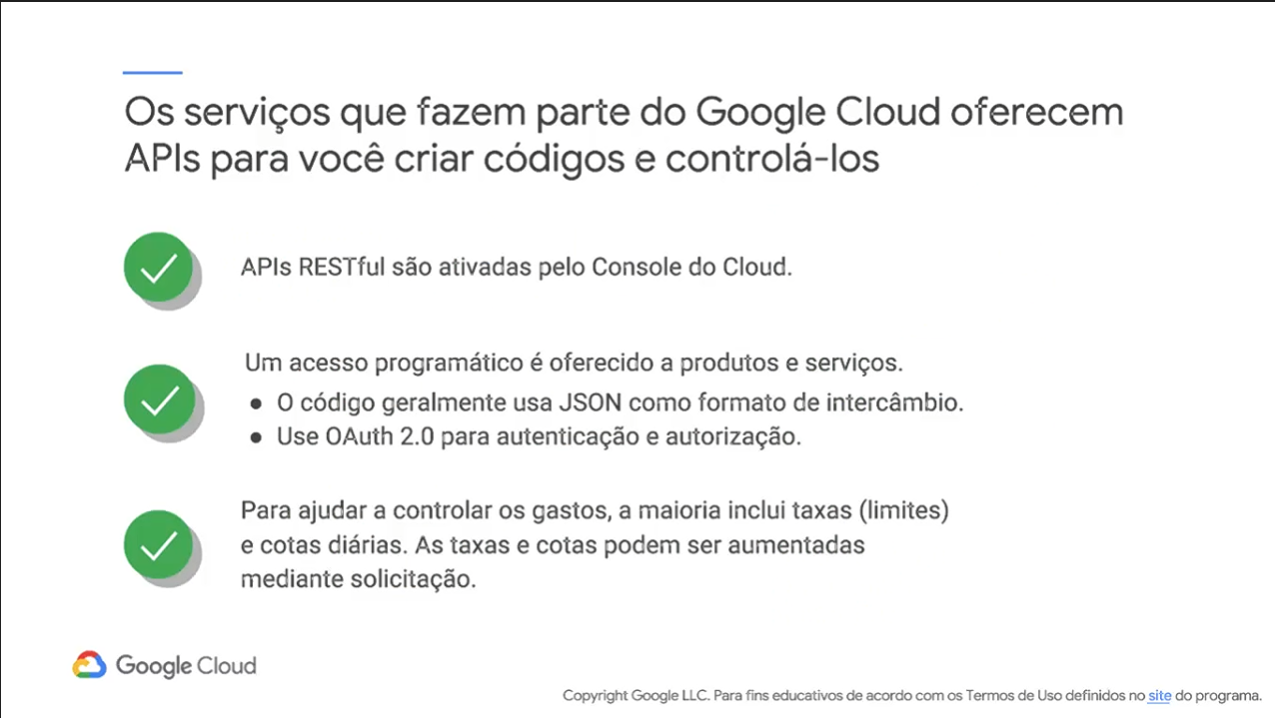 Os serviços que fazem parte do Google Cloud oferecem
APIs para você criar códigos e controlá-los
APIs RESTful são ativadas pelo Console do Cloud.
Um acesso programático é oferecido a produtos e serviços.
● O código geralmente usa JSON como formato de intercâmbio.
● Use OAuth 2.0 para autenticação e autorização.
Para ajudar a controlar os gastos, a maioria inclui taxas (limites)
e cotas diárias. As taxas e cotas podem ser aumentadas
mediante solicitação.
Google Cloud
Copyright Google LLC. Para fins educativos de acordo com os Termos de Uso definidos no site do programa.